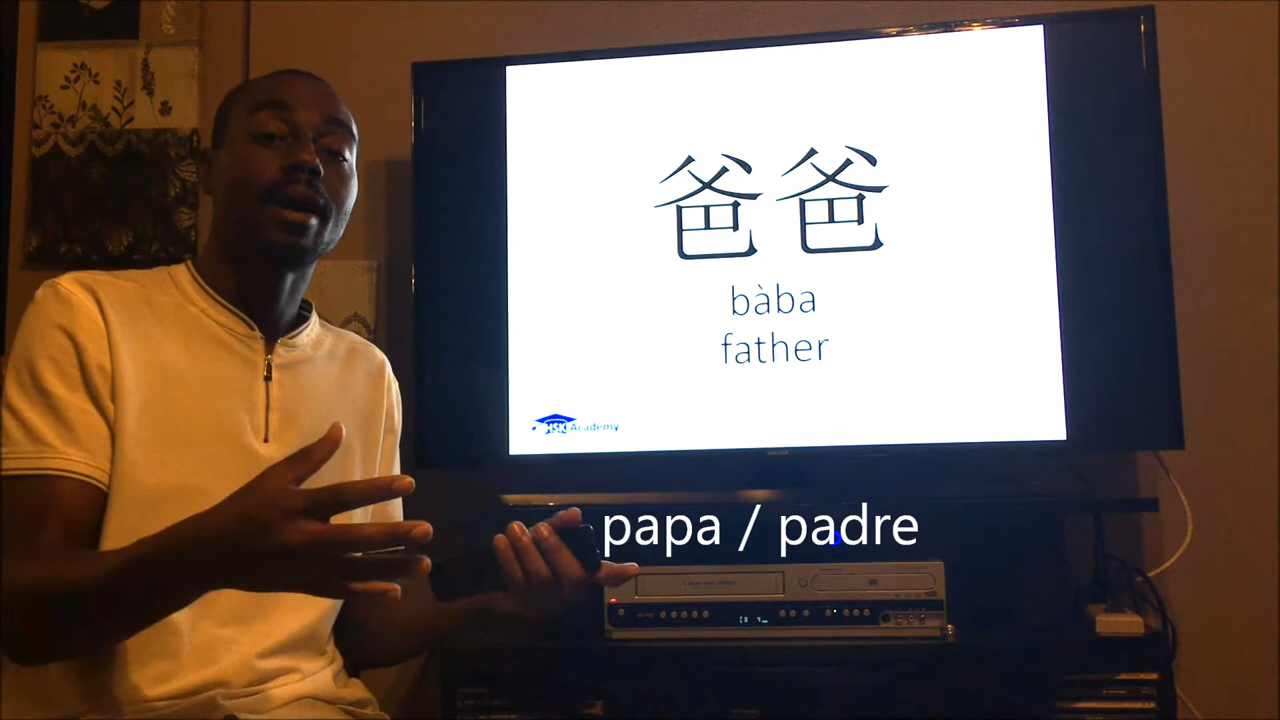 爸爸
bàba
father
HSK Academy
papa / padre